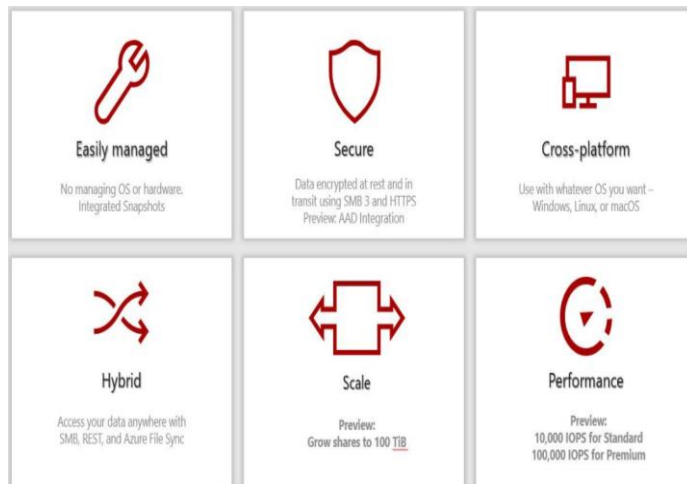 Easily managed
No managing OS or hardware.
Integrated Snapshots
Secure
Data encrypted at rest and in
transit using SMB 3 and HTTPS
Preview: AAD Integration
Cross-platform
Use with whatever OS you want –
Windows, Linux, or macOS
Hybrid
Access your data anywhere with
SMB, REST, and Azure File Sync
Scale
Preview:
Grow shares to 100 TiB
Performance
Preview:
10,000 IOPS for Standard
100,000 IOPS for Premium